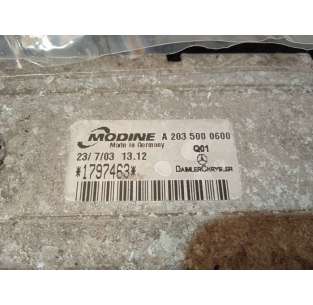 MODINE A 203 500 0600
Made in Germany
23/ 7/03 13.12 Q01
*1797463* DAIMLERCHRYSLER